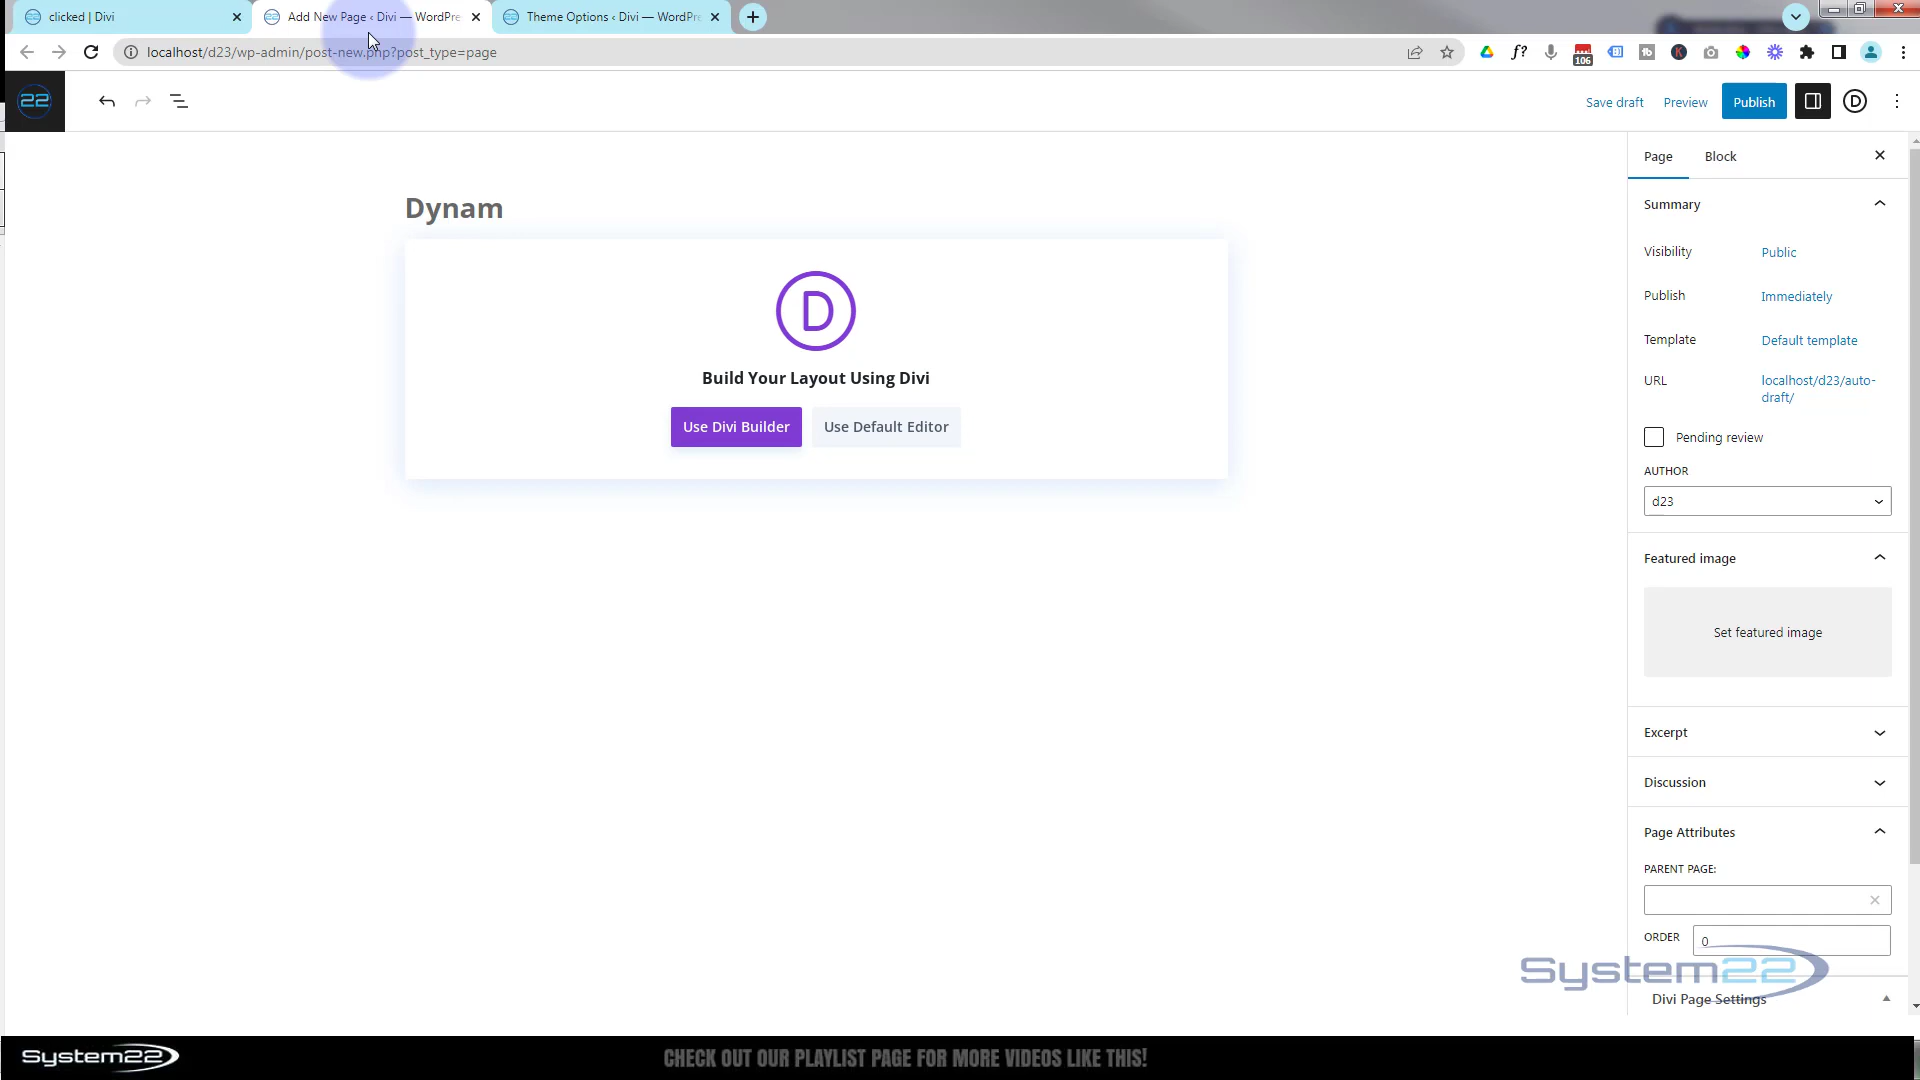 clicked | Divi
Add New Page ‹ Divi — WordPre
Theme Options ‹ Divi — WordPre
localhost/d23/wp-admin/post-new.php?post_type=page
106
22
Save draft
Preview
Publish
Page
Block
Dynam
Build Your Layout Using Divi
Use Divi Builder
Use Default Editor
Summary
Visibility
Public
Publish
Immediately
Template
Default template
URL
localhost/d23/auto-
draft/
Pending review
AUTHOR
d23
Featured image
Set featured image
Excerpt
Discussion
Page Attributes
PARENT PAGE:
ORDER
0
System22
Divi Page Settings
System22
CHECK OUT OUR PLAYLIST PAGE FOR MORE VIDEOS LIKE THIS!